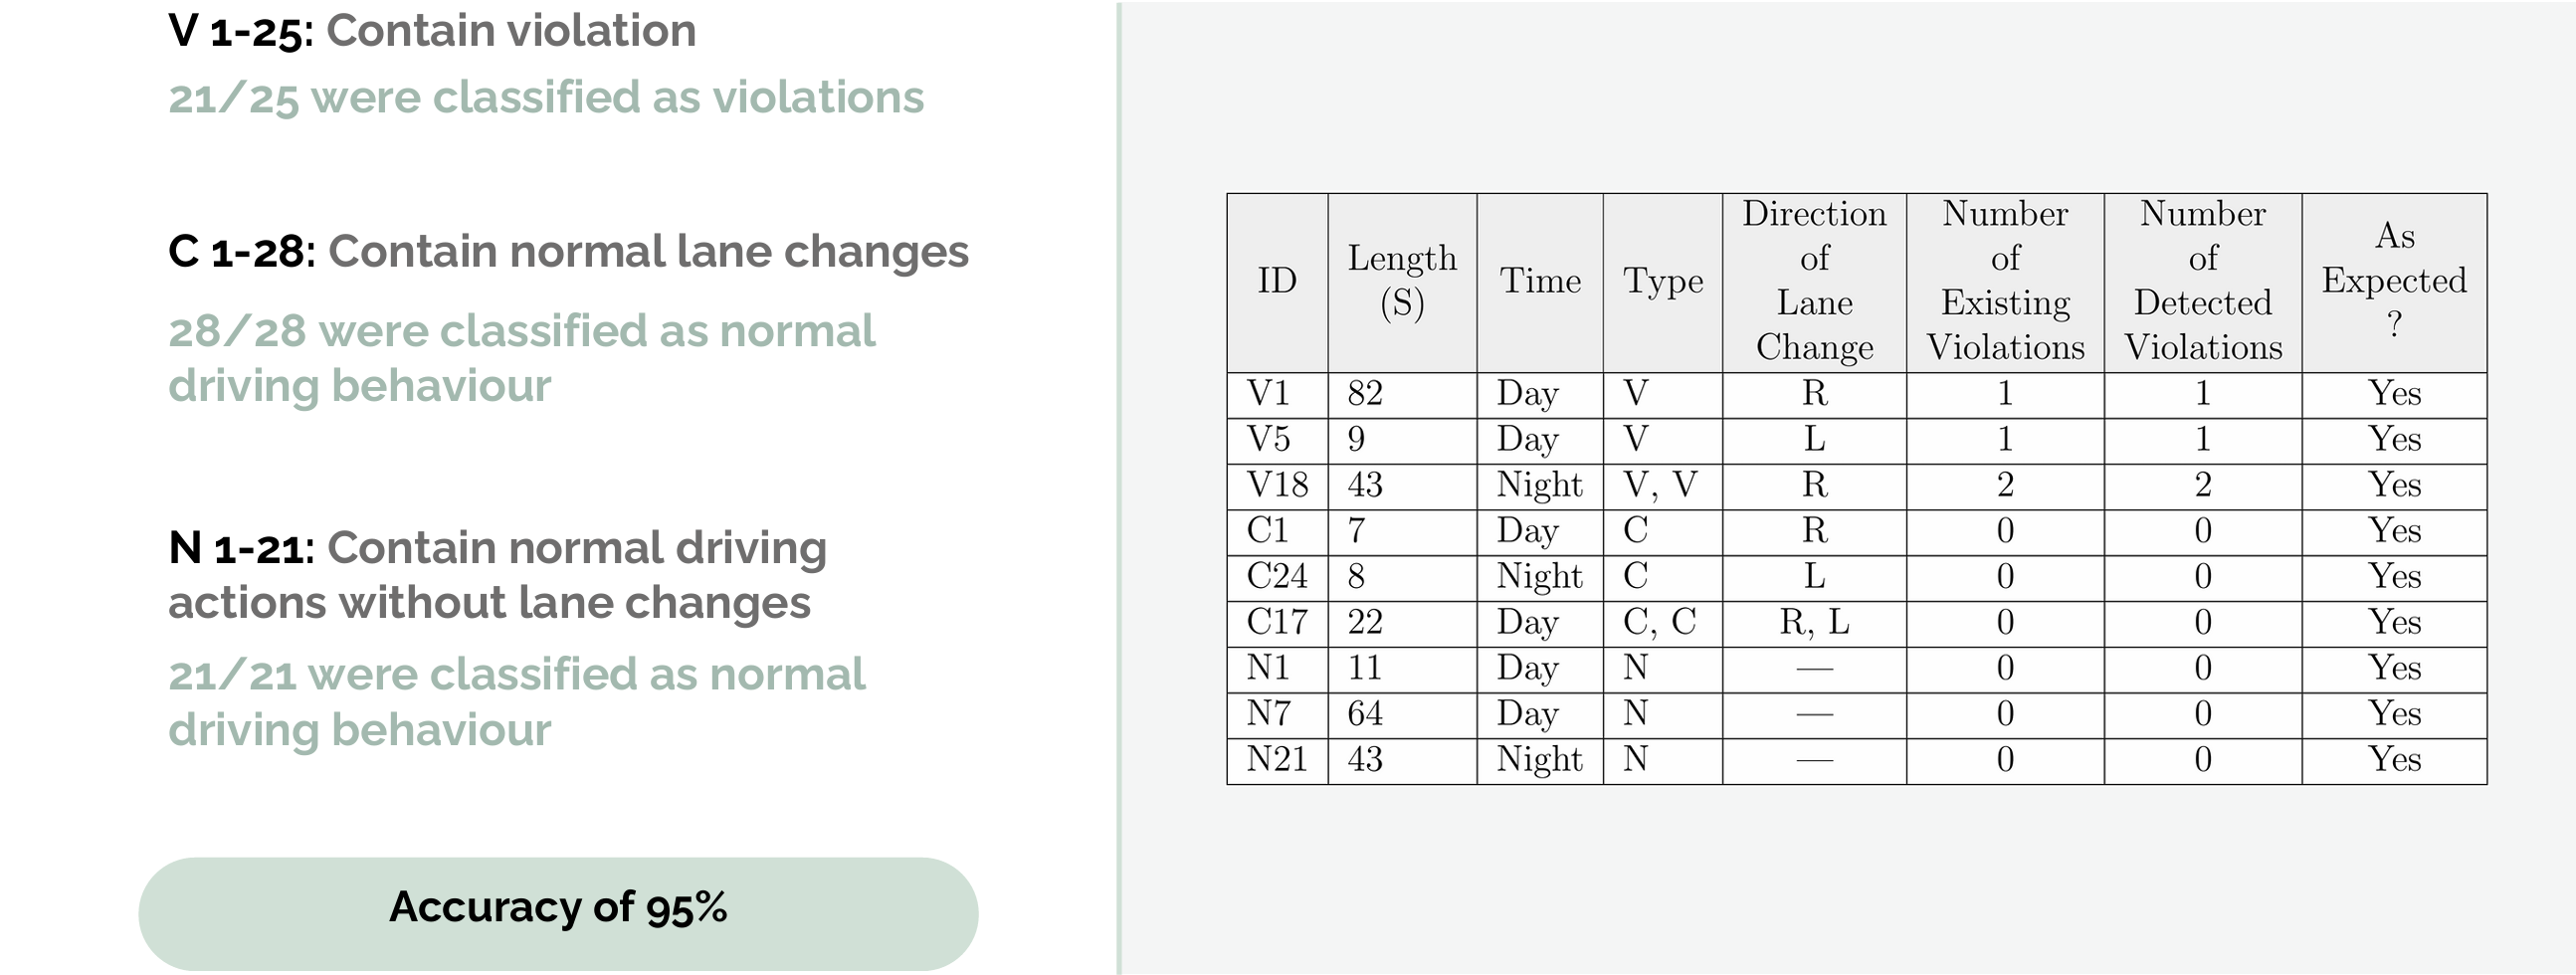 V 1-25: Contain violation
21/25 were classified as violations
C 1-28: Contain normal lane changes
28/28 were classified as normal
driving behaviour
N 1-21: Contain normal driving
actions without lane changes
21/21 were classified as normal
driving behaviour
Accuracy of 95%
ID Length (S) Time Type Direction of Lane Change Number of Existing Violations Number of Detected Violations As Expected ?
V1 82 Day V R 1 1 Yes
V5 9 Day V L 1 1 Yes
V18 43 Night V, V R 2 2 Yes
C1 7 Day C R 0 0 Yes
C24 8 Night C L 0 0 Yes
C17 22 Day C, C R, L 0 0 Yes
N1 11 Day N — 0 0 Yes
N7 64 Day N — 0 0 Yes
N21 43 Night N — 0 0 Yes